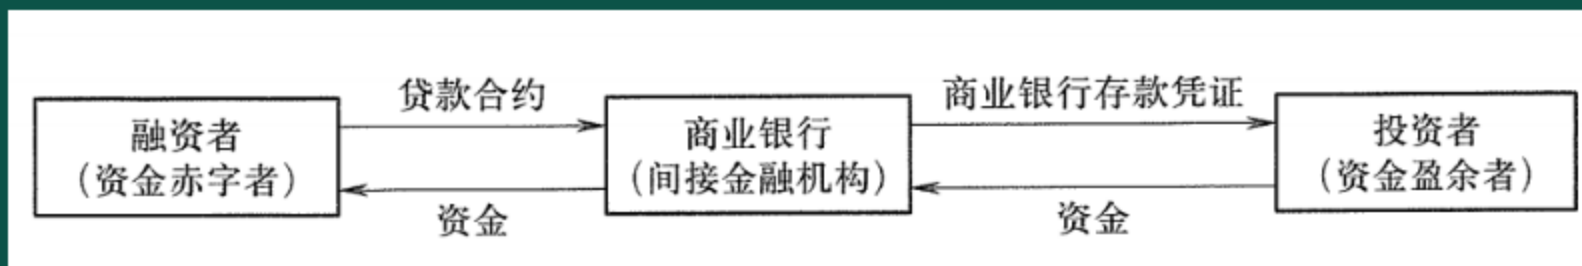 贷款合约
商业银行存款凭证
融资者
(资金赤字者)
商业银行
(间接金融机构)
投资者
(资金盈余者)
资金
资金